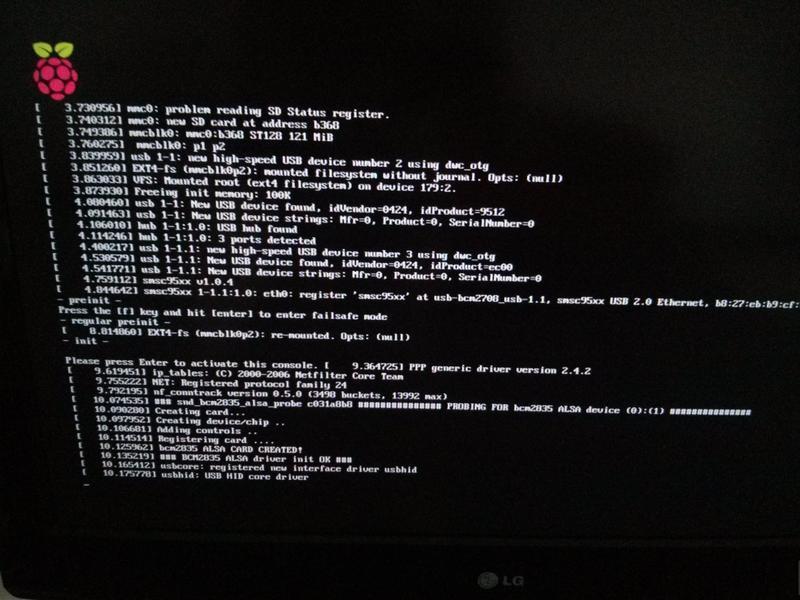 [    3.730956] mmc0: problem reading SD Status register.
[    3.740312] mmc0: new SD card at address b368
[    3.749386] mmcblk0: mmc0:b368 ST128 121 MiB
[    3.760275]  mmcblk0: p1 p2
[    3.839959] usb 1-1: new high-speed USB device number 2 using dwc_otg
[    3.851260] EXT4-fs (mmcblk0p2): mounted filesystem without journal. Opts: (null)
[    3.863033] VFS: Mounted root (ext4 filesystem) on device 179:2.
[    3.873930] Freeing init memory: 100K
[    4.080460] usb 1-1: New USB device found, idVendor=0424, idProduct=9512
[    4.091463] usb 1-1: New USB device strings: Mfr=0, Product=0, SerialNumber=0
[    4.106010] hub 1-1:1.0: USB hub found
[    4.114246] hub 1-1:1.0: 3 ports detected
[    4.400217] usb 1-1.1: new high-speed USB device number 3 using dwc_otg
[    4.530579] usb 1-1.1: New USB device found, idVendor=0424, idProduct=ec00
[    4.541771] usb 1-1.1: New USB device strings: Mfr=0, Product=0, SerialNumber=0
[    4.759112] smsc95xx v1.0.4
[    4.844642] smsc95xx 1-1.1:1.0: eth0: register 'smsc95xx' at usb-bcm2708_usb-1.1, smsc95xx USB 2.0 Ethernet, b8:27:eb:b9:cf:
- preinit -
Press the [f] key and hit [enter] to enter failsafe mode
- regular preinit -
[    8.814860] EXT4-fs (mmcblk0p2): re-mounted. Opts: (null)
- init -
Please press Enter to activate this console. [    9.364725] PPP generic driver version 2.4.2
[    9.619451] ip_tables: (C) 2000-2006 Netfilter Core Team
[    9.755222] NET: Registered protocol family 24
[    9.792195] nf_conntrack version 0.5.0 (3498 buckets, 13992 max)
[   10.074535] ### snd_bcm2835_alsa_probe c031a8b8 ############### PROBING FOR bcm2835 ALSA device (0):(1) ###############
[   10.090280] Creating card...
[   10.097952] Creating device/chip ..
[   10.106681] Adding controls ..
[   10.114514] Registering card ....
[   10.125962] bcm2835 ALSA CARD CREATED!
[   10.135219] ### BCM2835 ALSA driver init OK ###
[   10.165412] usbcore: registered new interface driver usbhid
[   10.175778] usbhid: USB HID core driver
LG